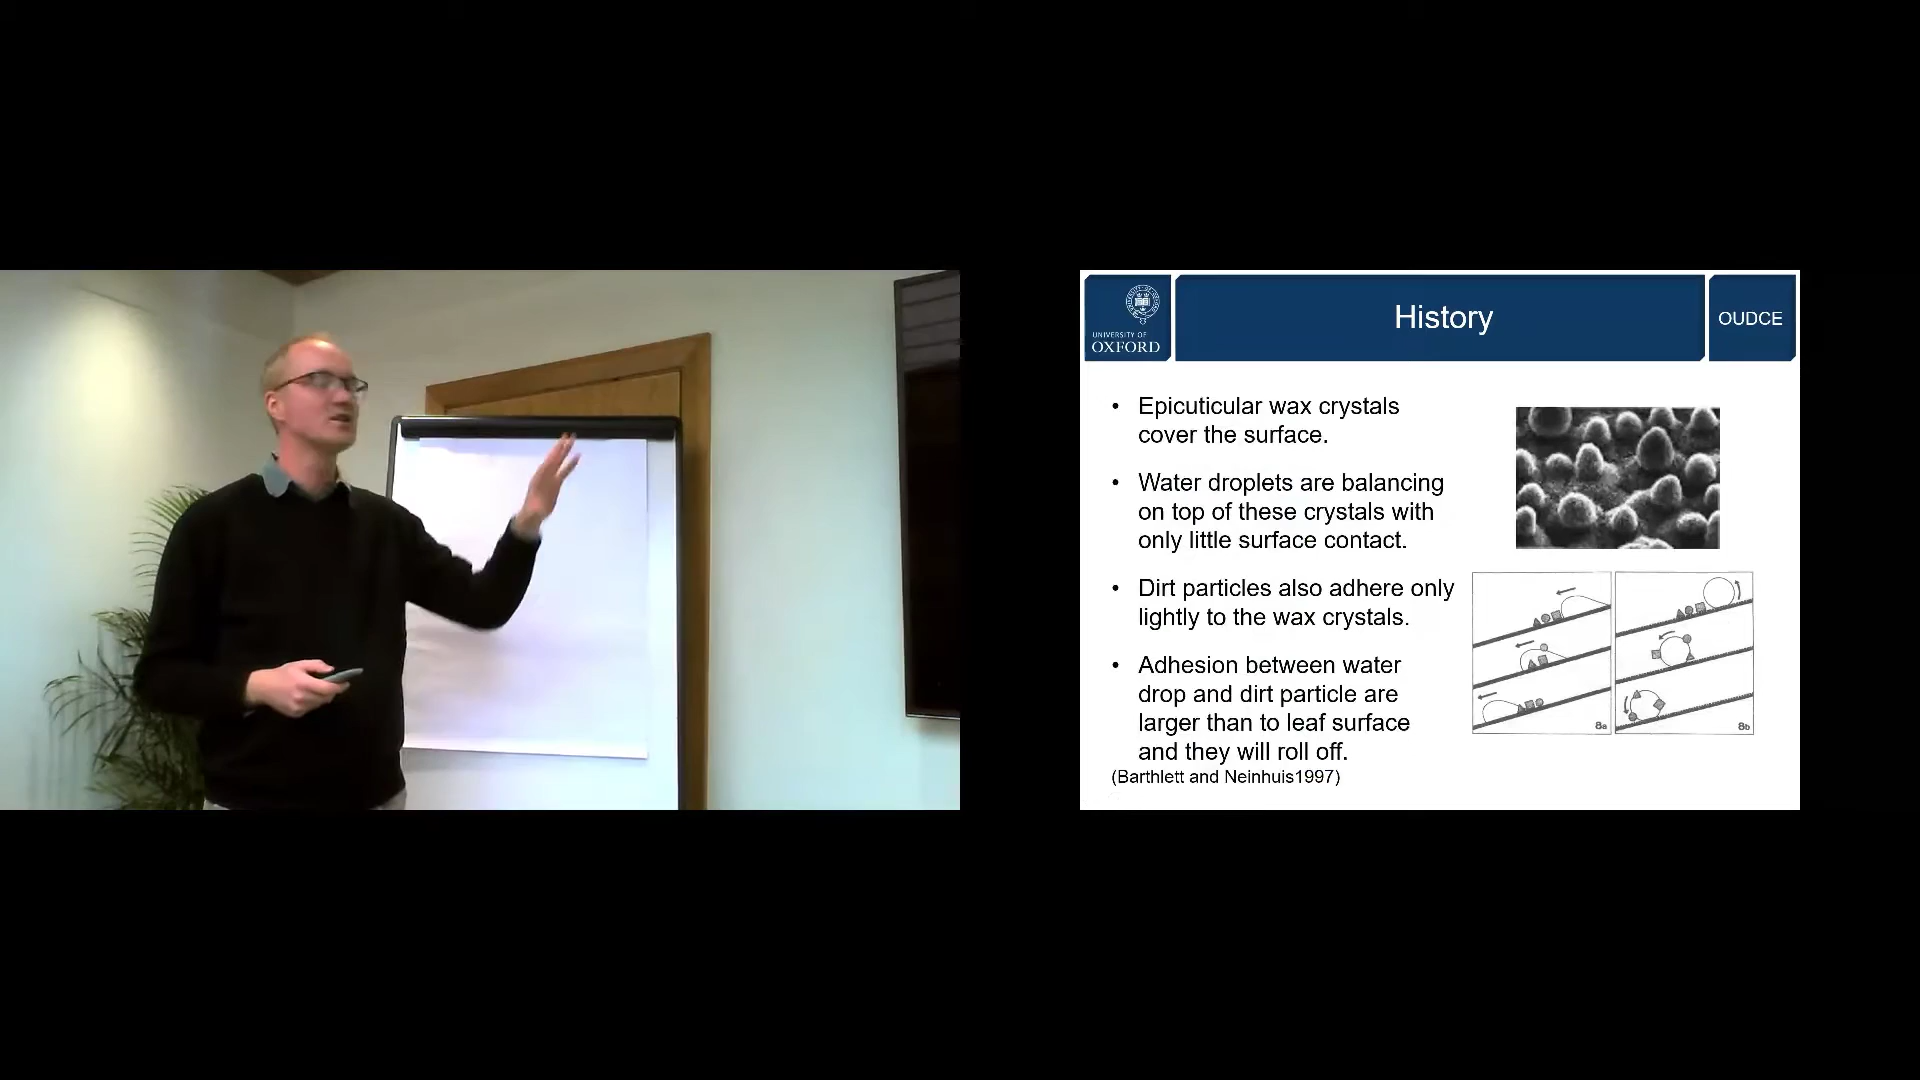 UNIVERSITY OF
OXFORD
History
OUDCE
• Epicuticular wax crystals
cover the surface.
• Water droplets are balancing
on top of these crystals with
only little surface contact.
• Dirt particles also adhere only
lightly to the wax crystals.
• Adhesion between water
drop and dirt particle are
larger than to leaf surface
and they will roll off.
(Barthlett and Neinhuis1997)
8a
8b